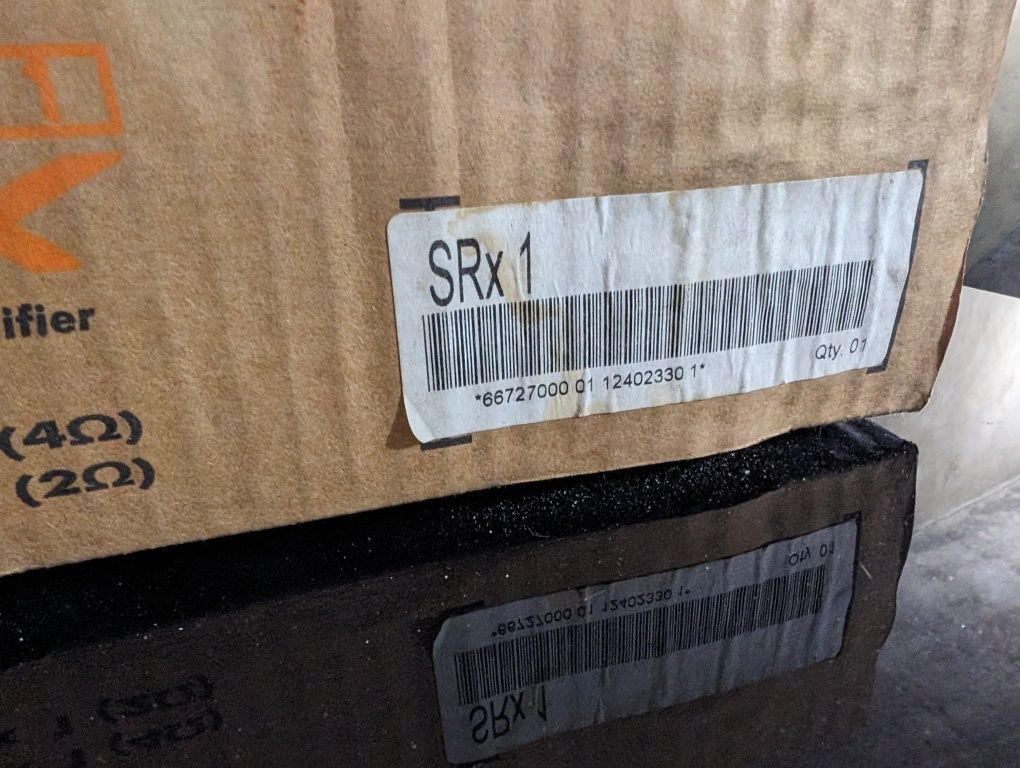 ifier
(4Ω)
(2Ω)
SRx 1
*66727000 01 12402330 1*
Qty. 01